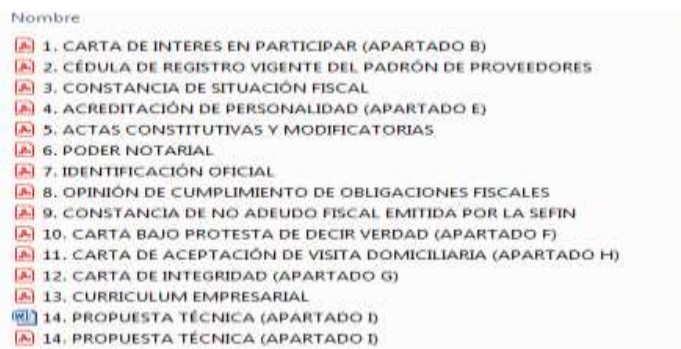 Nombre
1. CARTA DE INTERES EN PARTICIPAR (APARTADO B)
2. CÉDULA DE REGISTRO VIGENTE DEL PADRÓN DE PROVEEDORES
3. CONSTANCIA DE SITUACIÓN FISCAL
4. ACREDITACIÓN DE PERSONALIDAD (APARTADO E)
5. ACTAS CONSTITUTIVAS Y MODIFICATORIAS
6. PODER NOTARIAL
7. IDENTIFICACIÓN OFICIAL
8. OPINIÓN DE CUMPLIMIENTO DE OBLIGACIONES FISCALES
9. CONSTANCIA DE NO ADEUDO FISCAL EMITIDA POR LA SEFIN
10. CARTA BAJO PROTESTA DE DECIR VERDAD (APARTADO F)
11. CARTA DE ACEPTACIÓN DE VISITA DOMICILIARIA (APARTADO H)
12. CARTA DE INTEGRIDAD (APARTADO G)
13. CURRICULUM EMPRESARIAL
14. PROPUESTA TÉCNICA (APARTADO I)
14. PROPUESTA TÉCNICA (APARTADO I)